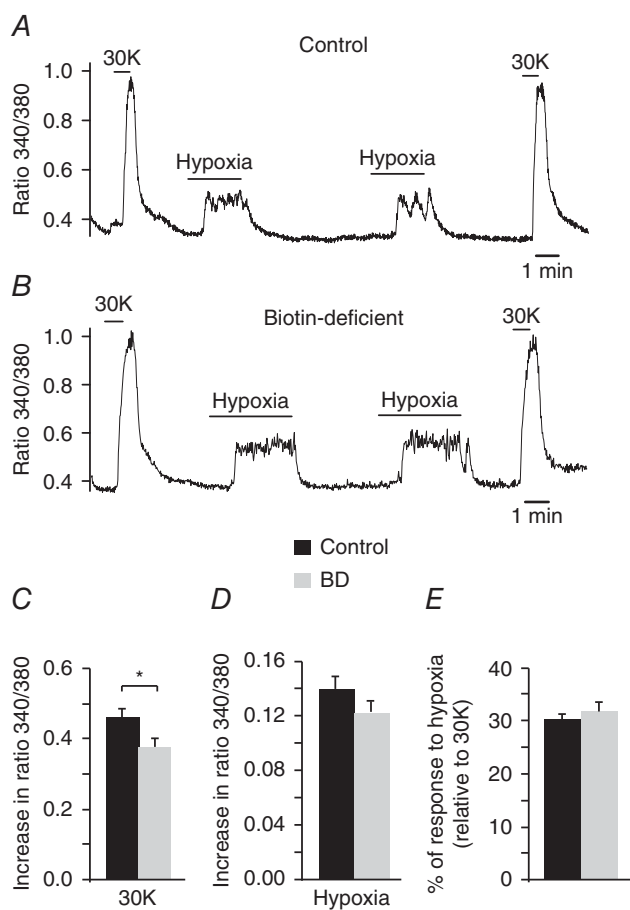 A
Control
30K
Hypoxia
Hypoxia
30K
Ratio 340/380
1.0
0.8
0.6
0.4
1 min
B
Biotin-deficient
30K
Hypoxia
Hypoxia
30K
Ratio 340/380
1.0
0.8
0.6
0.4
1 min
Control
BD
C
Increase in ratio 340/380
0.6
0.4
0.2
0.0
*
30K
D
Increase in ratio 340/380
0.16
0.12
0.08
0.04
0.00
Hypoxia
E
% of response to hypoxia
(relative to 30K)
40
30
20
10
0